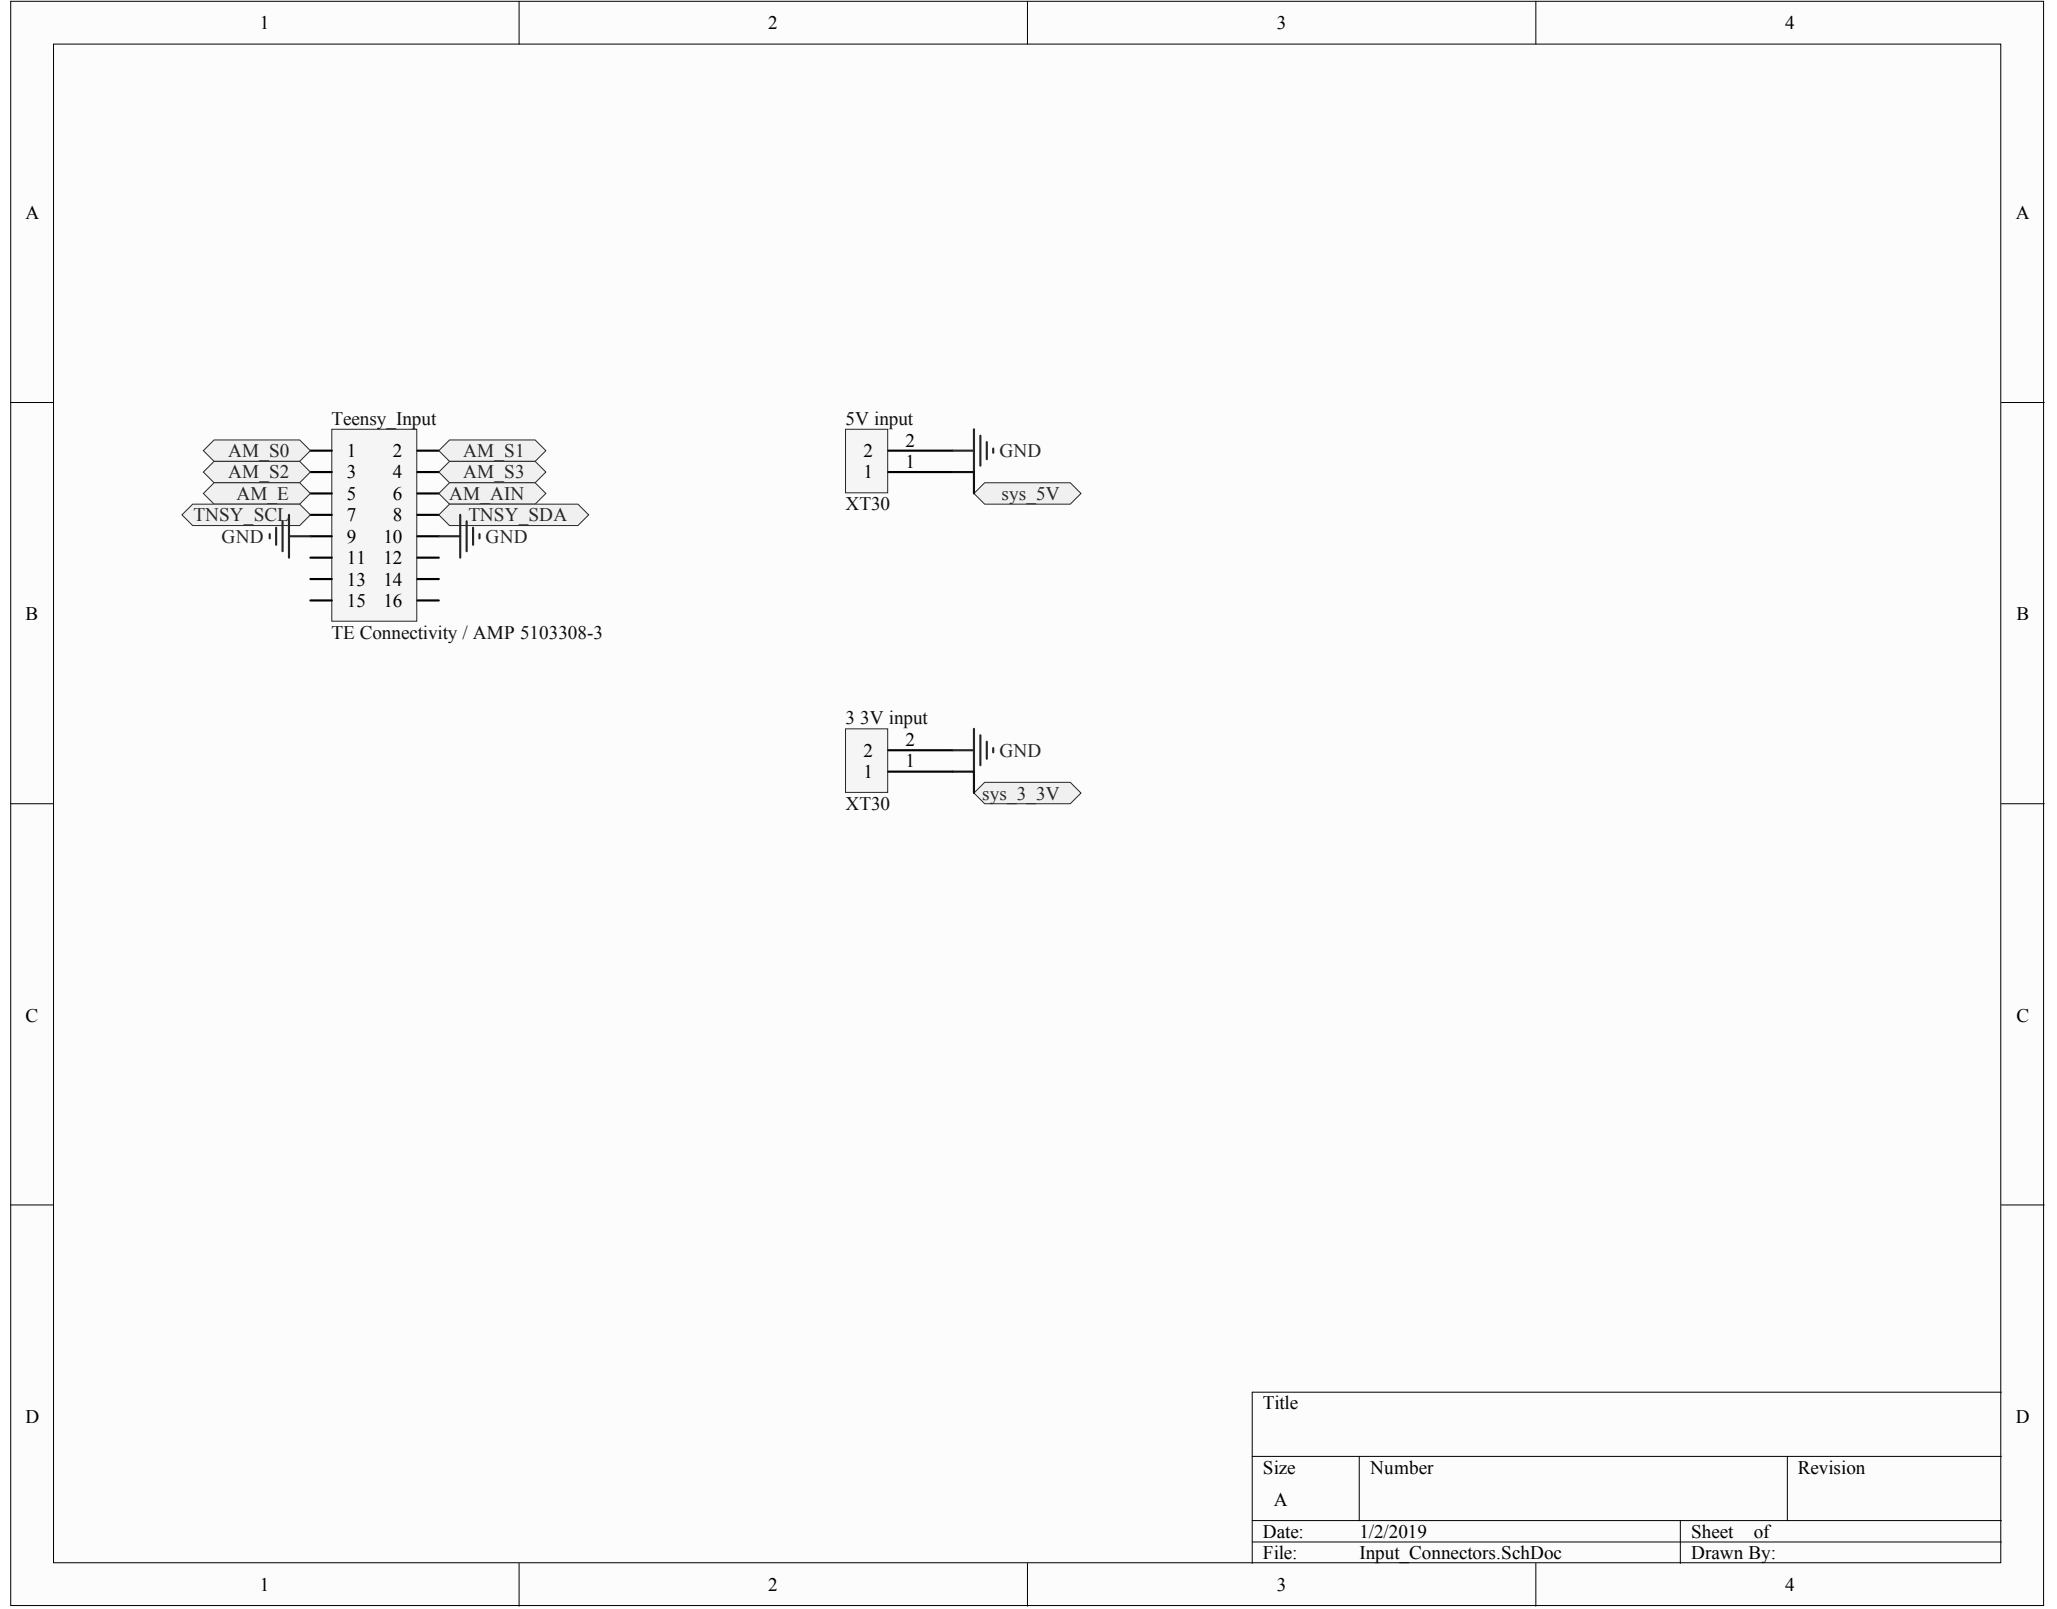 1 2 3 4
A A
Teensy_Input
AM_S0 1 2 AM_S1
AM_S2 3 4 AM_S3
AM_E 5 6 AM_AIN
TNSY_SCL 7 8 TNSY_SDA
GND 9 10 GND
11 12
13 14
15 16
TE Connectivity / AMP 5103308-3
5V input
2 2 GND
1 1
sys_5V
XT30
B B
3 3V input
2 2 GND
1 1
sys_3_3V
XT30
C C
D D
Title
Size Number Revision
A
Date: 1/2/2019 Sheet of
File: Input_Connectors.SchDoc Drawn By:
1 2 3 4